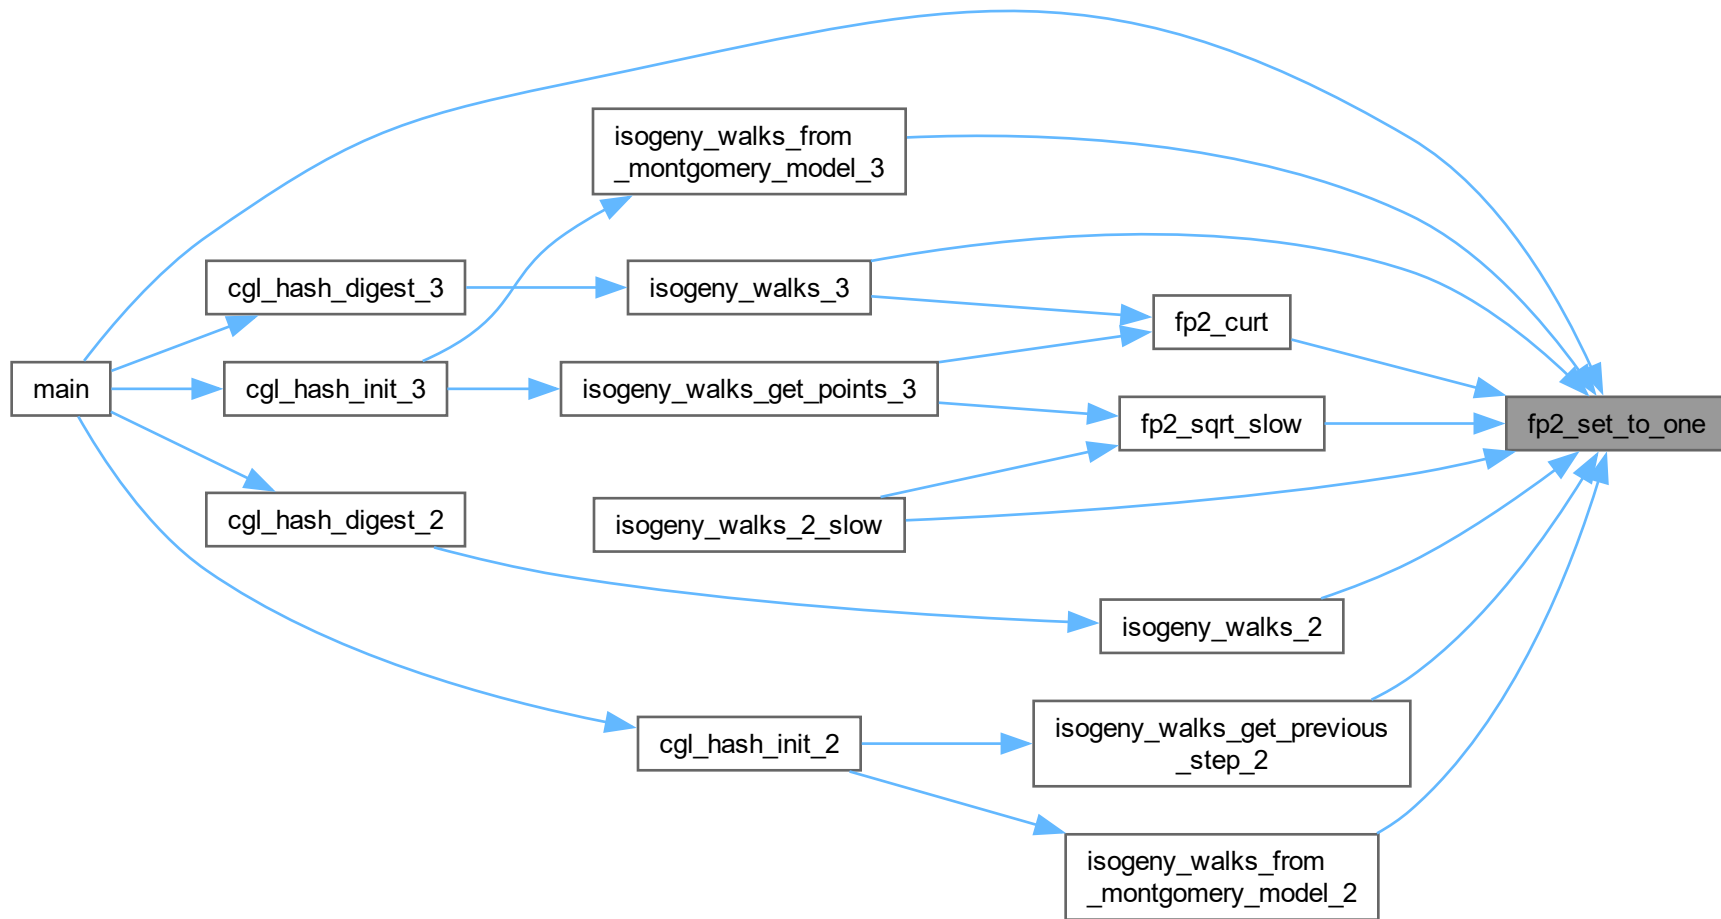 isogeny_walks_from
_montgomery_model_3
cgl_hash_digest_3
isogeny_walks_3
fp2_curt
main
cgl_hash_init_3
isogeny_walks_get_points_3
fp2_sqrt_slow
fp2_set_to_one
cgl_hash_digest_2
isogeny_walks_2_slow
isogeny_walks_2
cgl_hash_init_2
isogeny_walks_get_previous
_step_2
isogeny_walks_from
_montgomery_model_2